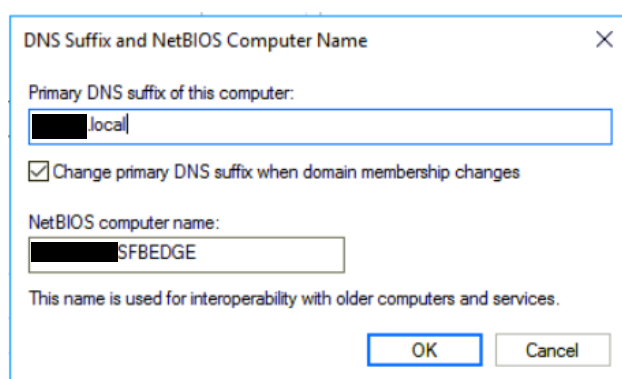 DNS Suffix and NetBIOS Computer Name
Primary DNS suffix of this computer:
.local
Change primary DNS suffix when domain membership changes
NetBIOS computer name:
SFBEDGE
This name is used for interoperability with older computers and services.
OK Cancel